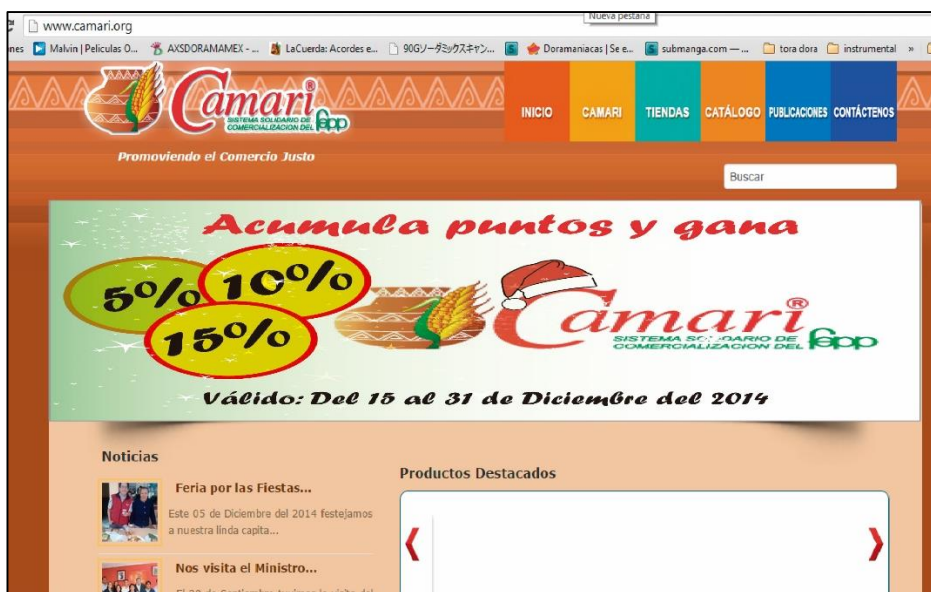 Nueva pestaña
www.camari.org
nes Malvin | Peliculas O... AXSDORAMAMEX - ... LaCuerda: Acordes e... 90Gソーダミックスキャン... Doramaniacas | Se e... submanga.com — ... tora dora instrumental »
Camari®
SISTEMA SOLIDARIO DE
COMERCIALIZACION DEL fepp
Promoviendo el Comercio Justo
INICIO CAMARI TIENDAS CATÁLOGO PUBLICACIONES CONTÁCTENOS
Buscar
Acumula puntos y gana
5% 10%
15%
Camari®
SISTEMA SOLIDARIO DE
COMERCIALIZACION DEL fepp
Válido: Del 15 al 31 de Diciembre del 2014
Noticias
Feria por las Fiestas...
Este 05 de Diciembre del 2014 festejamos
a nuestra linda capita...
Nos visita el Ministro...
Productos Destacados